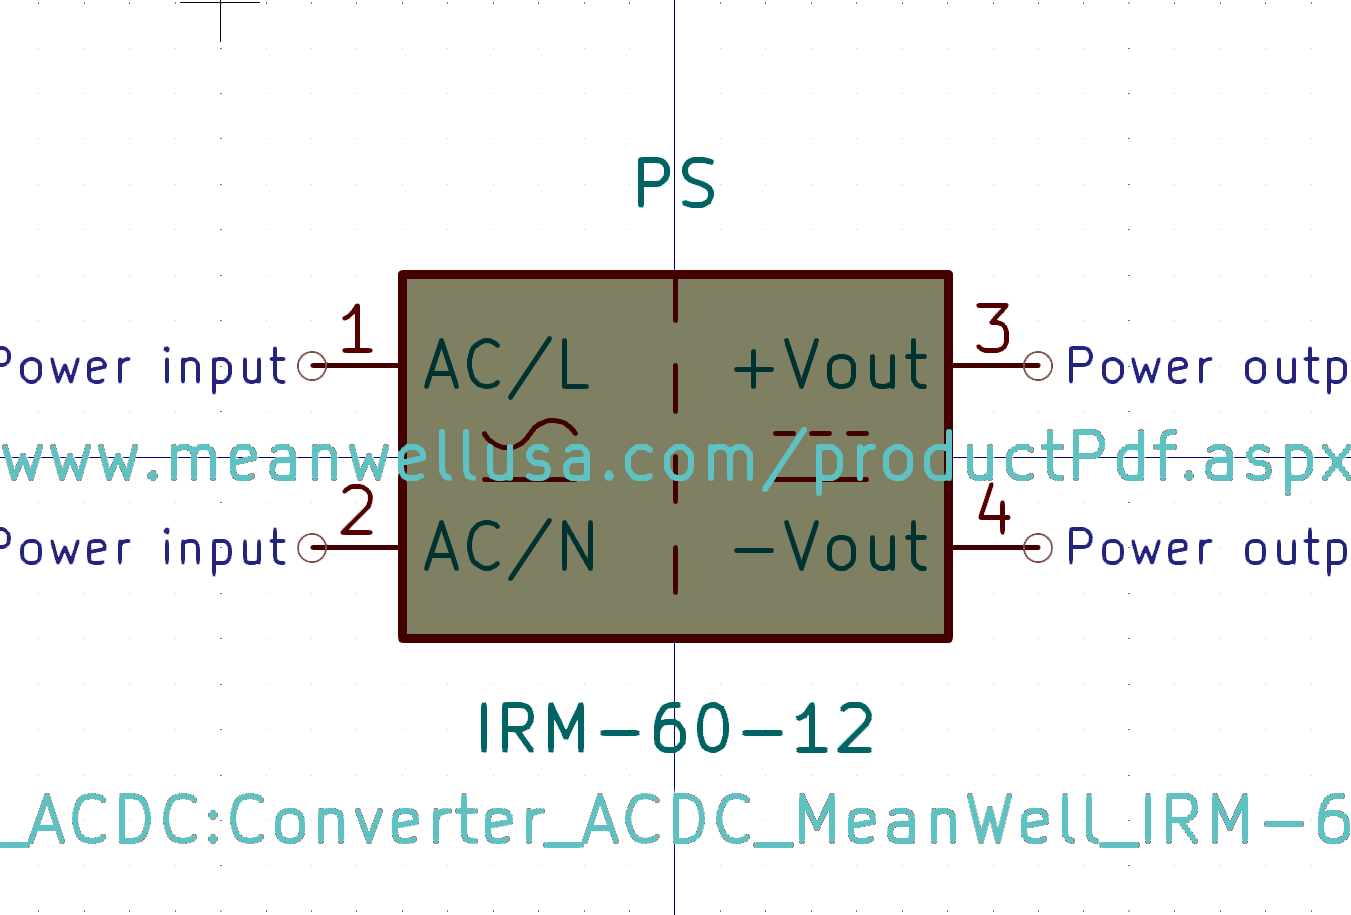 PS
1 3
Power input AC/L +Vout Power outp
www.meanwellusa.com/productPdf.aspx
2 4
Power input AC/N -Vout Power outp
IRM-60-12
_ACDC:Converter_ACDC_MeanWell_IRM-6